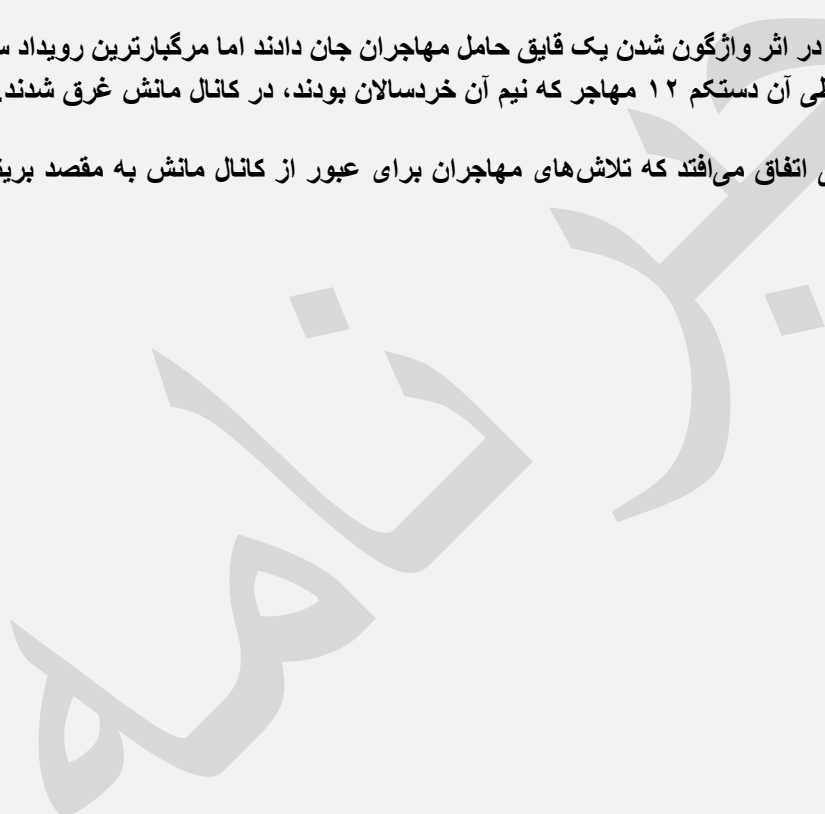 در اثر واژگون شدن یک قایق حامل مهاجران جان دادند اما مرگبارترین رویداد
آن دستکم ۱۲ مهاجر که نیم آن خردسالان بودند، در کانال مانش غرق شدند.
اتفاق می‌افتد که تلاش‌های مهاجران برای عبور از کانال مانش به مقصد
نامه